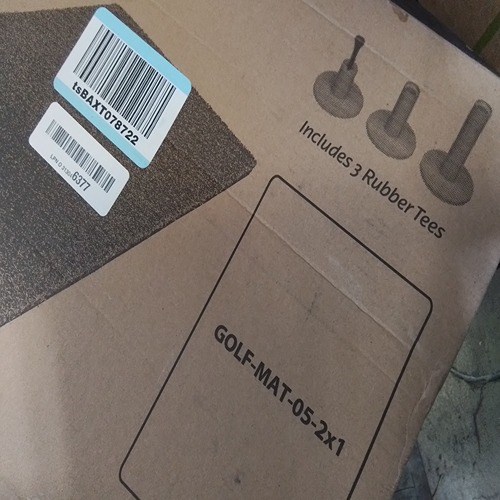 tsBAXT078722
6377
Includes 3 Rubber Tees
GOLF-MAT-05-2x1